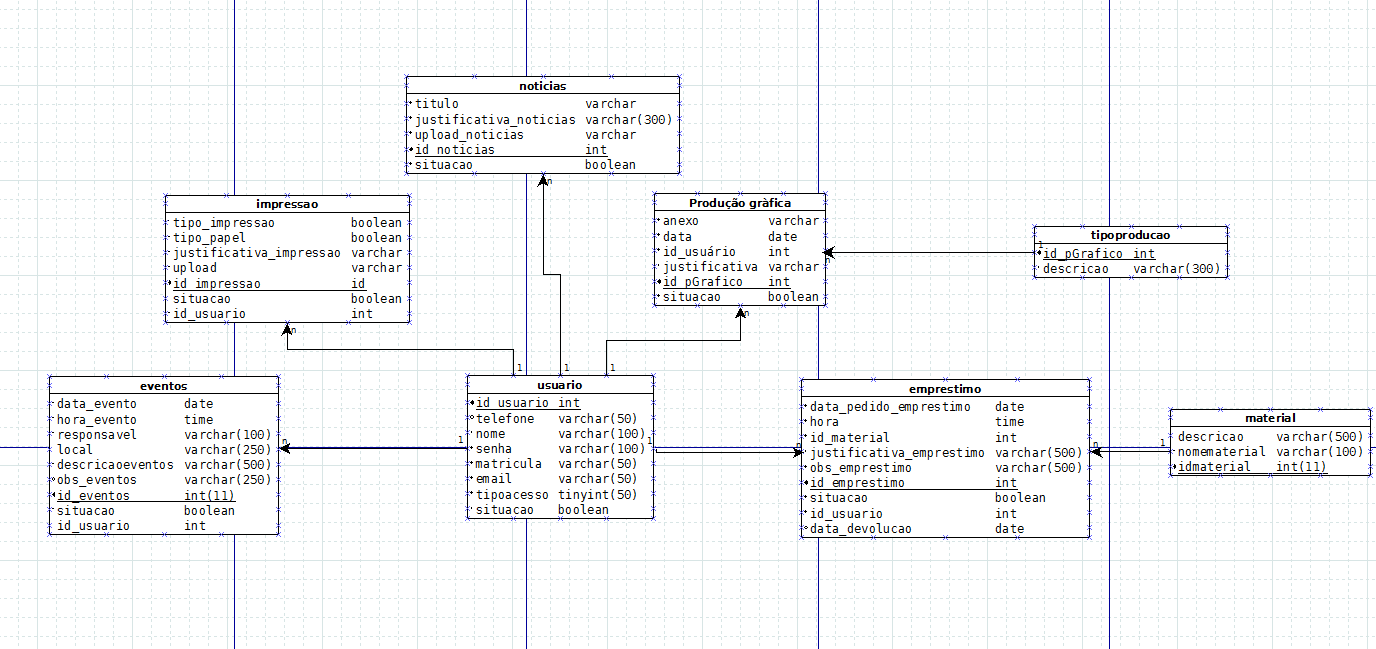 noticias
titulo varchar
justificativa_noticias varchar(300)
upload_noticias varchar
id_noticias int
situacao boolean
n
impressao
tipo_impressao boolean
tipo_papel boolean
justificativa_impressao varchar
upload varchar
id_impressao id
situacao boolean
id_usuario int
n
Produção gràfica
anexo varchar
data date
id_usuário int
justificativa varchar
id_pGrafico int
situacao boolean
n
n
tipoproducao
1
id_pGrafico int
descricao varchar(300)
eventos
data_evento date
hora_evento time
responsavel varchar(100)
local varchar(250)
descricaoeventos varchar(500)
obs_eventos varchar(250)
id_eventos int(11)
situacao boolean
id_usuario int
n
1
1 1 1
usuario
id_usuario int
telefone varchar(50)
nome varchar(100)
senha varchar(100)
matricula varchar(50)
email varchar(50)
tipoacesso tinyint(50)
situacao boolean
1
n
emprestimo
data_pedido_emprestimo date
hora time
id_material int
justificativa_emprestimo varchar(500)
obs_emprestimo varchar(500)
id_emprestimo int
situacao boolean
id_usuario int
data_devolucao date
n
1
material
descricao varchar(500)
nomematerial varchar(100)
idmaterial int(11)